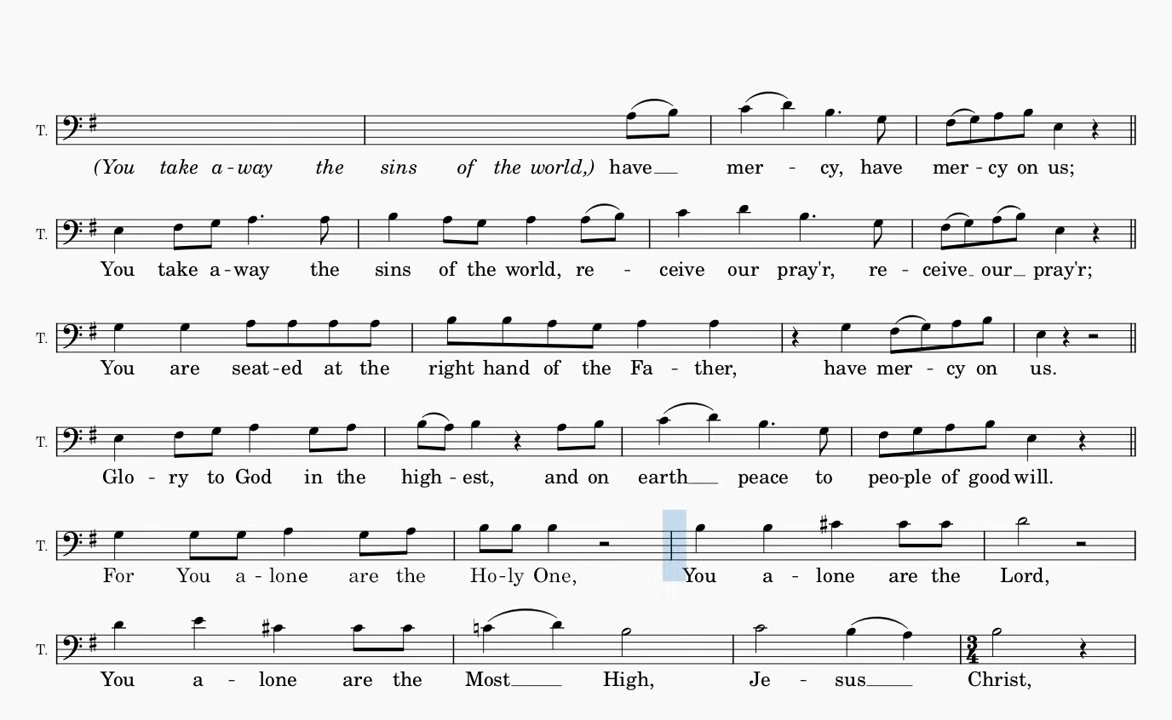 T. (You take a-way the sins of the world,) have mer - cy, have mer - cy on us;
T. You take a-way the sins of the world, re - ceive our pray'r, re - ceive our pray'r;
T. You are seat-ed at the right hand of the Fa - ther, have mer - cy on us.
T. Glo - ry to God in the high - est, and on earth peace to peo-ple of good will.
T. For You a - lone are the Ho-ly One, You a - lone are the Lord,
T. You a - lone are the Most High, Je - sus 3/4 Christ,